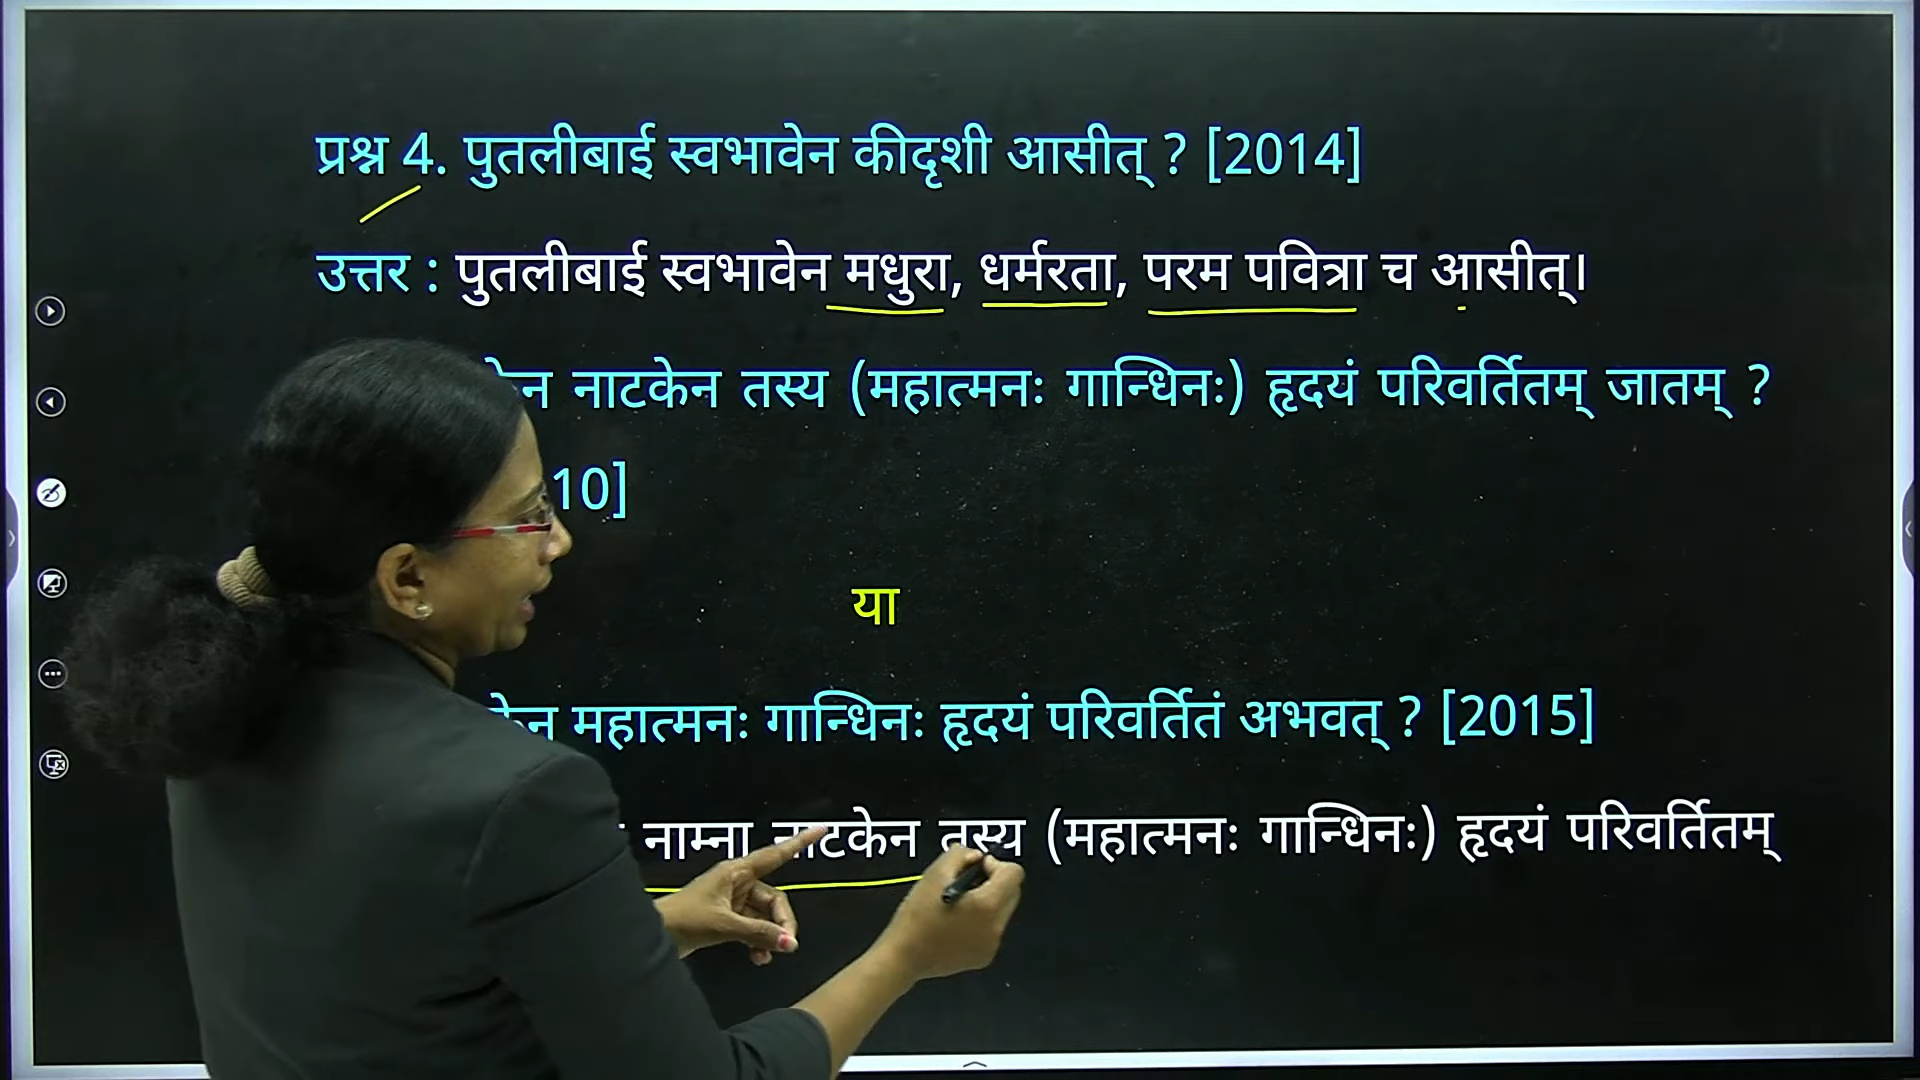 प्रश्न 4. पुतलीबाई स्वभावेन कीदृशी आसीत् ? [2014]
उत्तर : पुतलीबाई स्वभावेन मधुरा, धर्मरता, परम पवित्रा च आसीत्।
नाटकेन तस्य (महात्मनः गान्धिनः) हृदयं परिवर्तितम् जातम् ?
10]
या
महात्मनः गान्धिनः हृदयं परिवर्तितं अभवत् ? [2015]
नाम्ना नाटकेन तस्य (महात्मनः गान्धिनः) हृदयं परिवर्तितम्